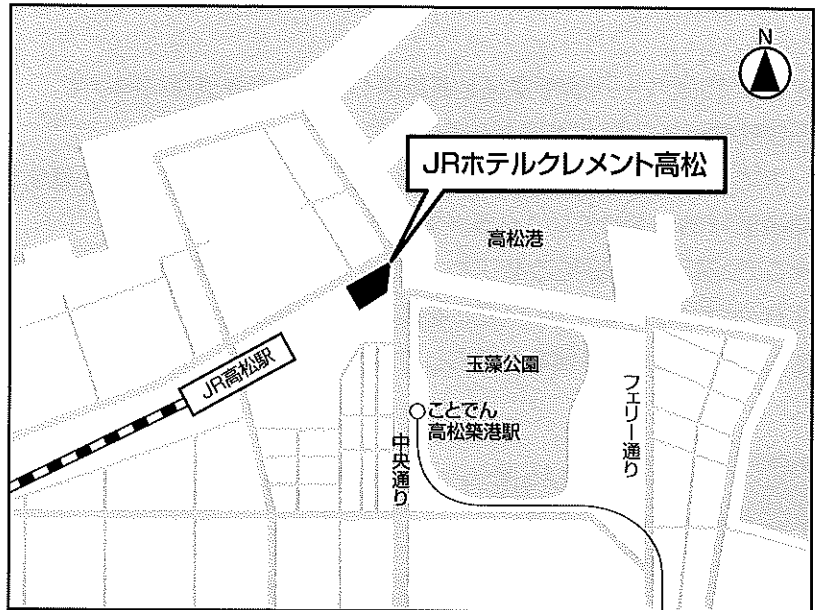 N
JRホテルクレメント高松
高松港
玉藻公園
JR高松駅
ことでん
高松築港駅
中央通り
フェリー通り